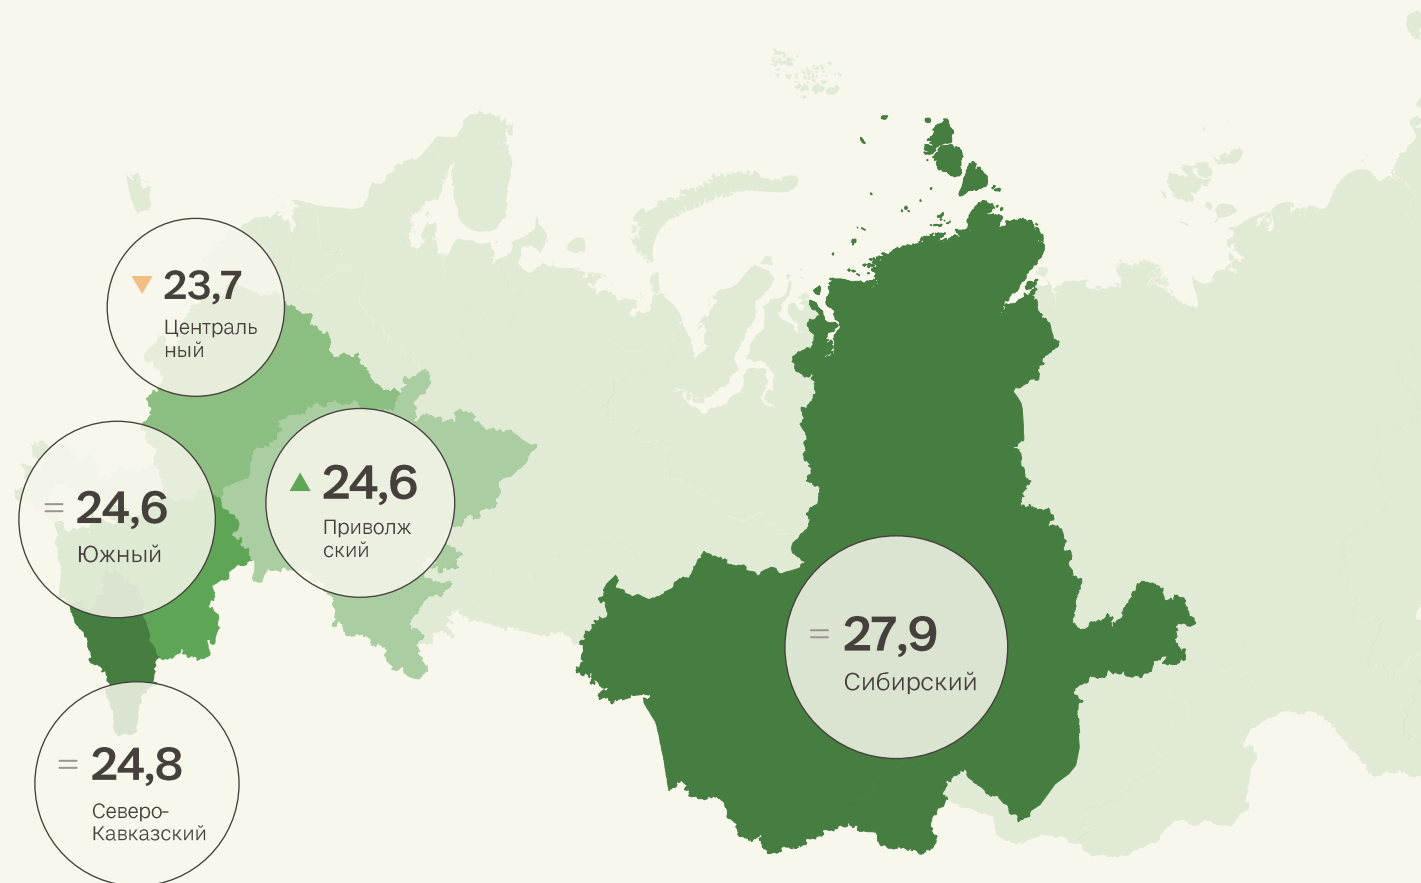 23,7
Централь
ный
= 24,6
Южный
24,6
Приволж
ский
= 27,9
Сибирский
= 24,8
Северо-
Кавказский